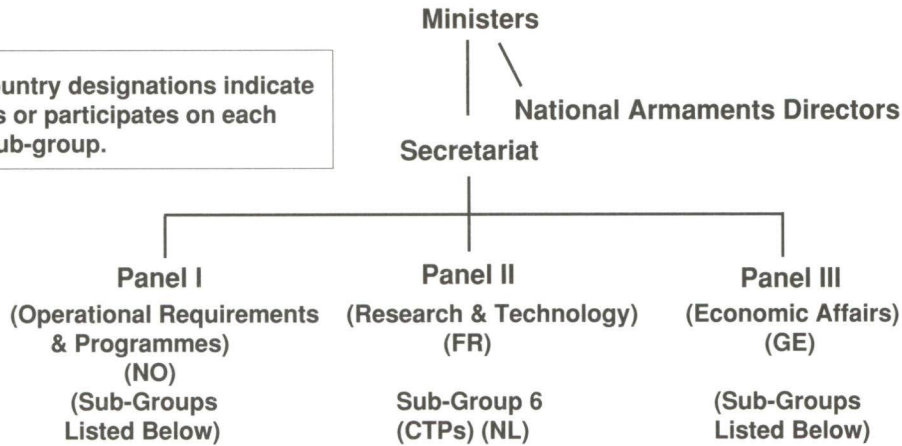 Ministers
ountry designations indicate
s or participates on each
ub-group.
National Armaments Directors
Secretariat
Panel I
(Operational Requirements
& Programmes)
(NO)
(Sub-Groups
Listed Below)
Panel II
(Research & Technology)
(FR)
Sub-Group 6
(CTPs) (NL)
Panel III
(Economic Affairs)
(GE)
(Sub-Groups
Listed Below)